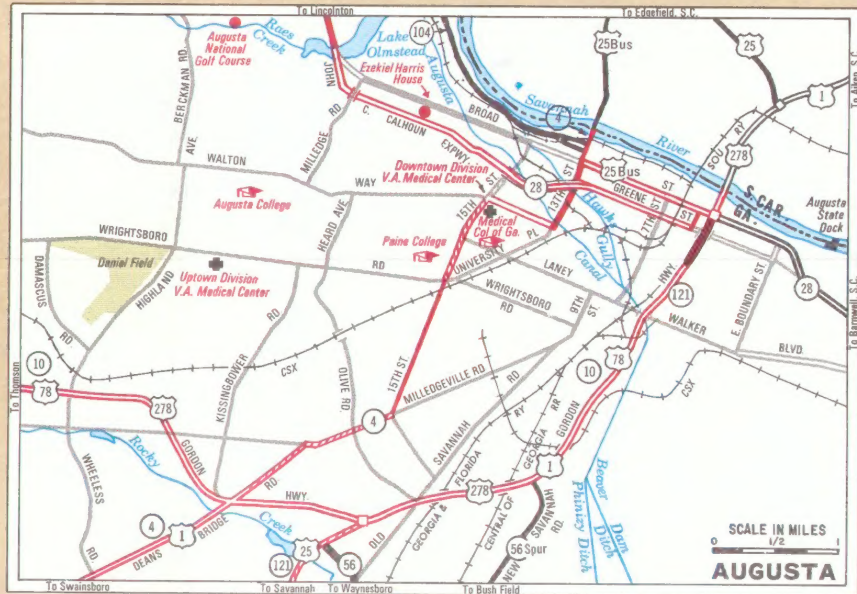 To Lincolnton
To Edgefield, S.C.
Augusta
National
Golf Course
Raes
Creek
Lake
Olmstead
104
Augusta
Ezekiel Harris
House
25Bus
25
To Aiken, S.C.
1
BERCKMAN RD.
AVE.
JOHN
C.
CALHOUN
EXPWY
MILLEDGE RD
BROAD
ST
Savannah
River
4
SOU RY
278
WALTON
WAY
Downtown Division
V.A. Medical Center
28
25Bus
GREENE
ST
ST
S.CAR.
GA.
Augusta
State
Dock
Augusta College
15TH
ST
13TH ST
7TH ST
Medical
Col of Ga.
Hawks
Gully
Canal
HEARD AVE
Paine College
UNIVERSITY
PL
WRIGHTSBORO
RD
Daniel Field
DAMASCUS
RD
HIGHLAND
Uptown Division
V.A. Medical Center
LANEY
WRIGHTSBORO
RD
9TH ST.
HWY.
121
WALKER
BLVD.
E. BOUNDARY ST.
28
To Barnwell, S.C.
To Thomson
10
78
278
CSX
KISSINGBOWER
RD
OLIVE RD.
15TH ST.
4
MILLEDGEVILLE RD
SAVANNAH
RD
10
78
CSX
GORDON
HWY.
Rocky
Creek
WHEELESS
RD
4
1
DEANS
BRIDGE
RD
278
1
GORDON
GEORGIA &
FLORIDA
RY
CENTRAL OF
GEORGIA
RR
OLD
NEW
SAVANNAH
RD.
56 Spur
121
25
56
Beaver
Dam
Ditch
Phinizy Ditch
SCALE IN MILES
0 1/2 1
AUGUSTA
To Swainsboro
To Savannah
To Waynesboro
To Bush Field